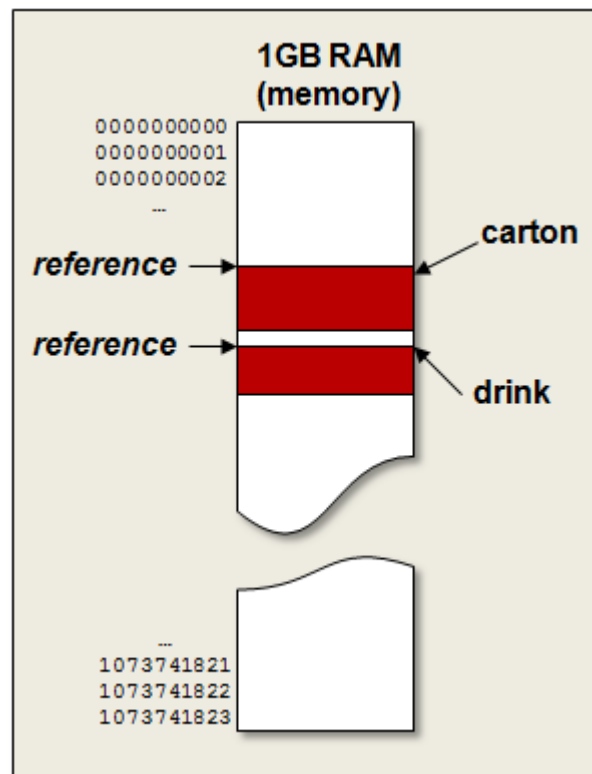 1GB RAM
(memory)
0000000000
0000000001
0000000002
...
carton
reference
reference
drink
...
1073741821
1073741822
1073741823